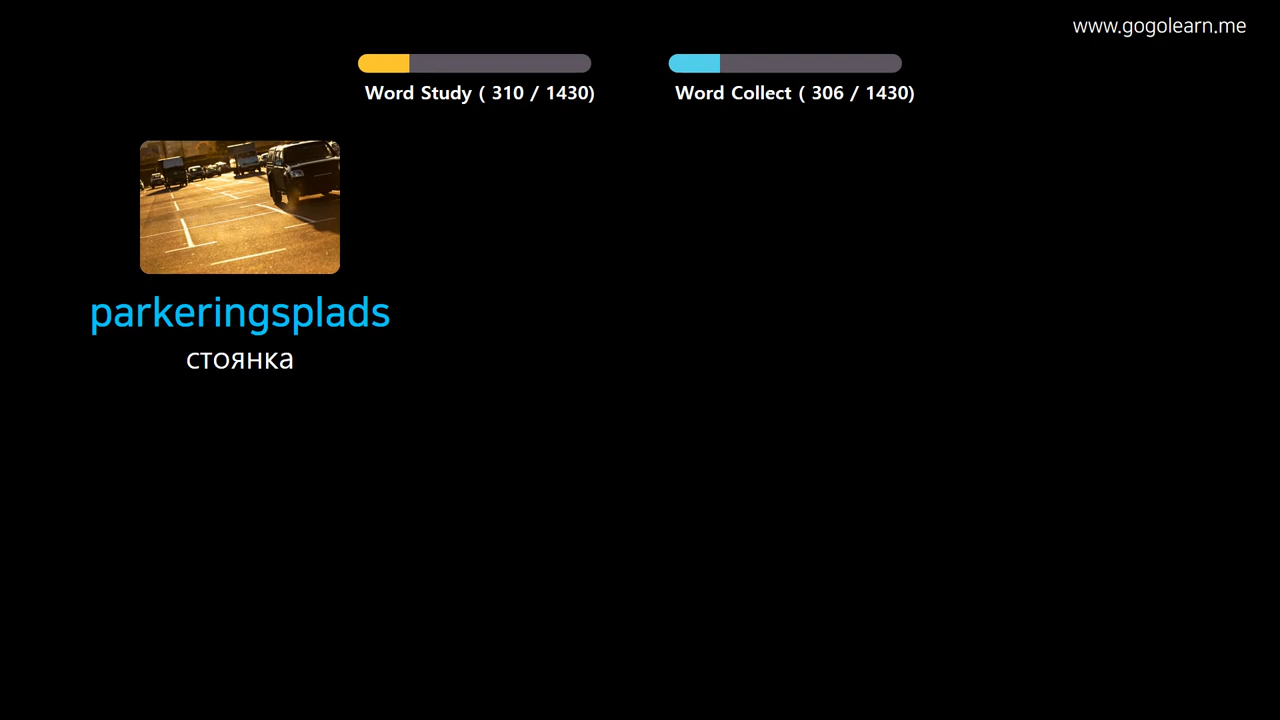 www.gogolearn.me
Word Study ( 310 / 1430)
Word Collect ( 306 / 1430)
parkeringsplads
стоянка